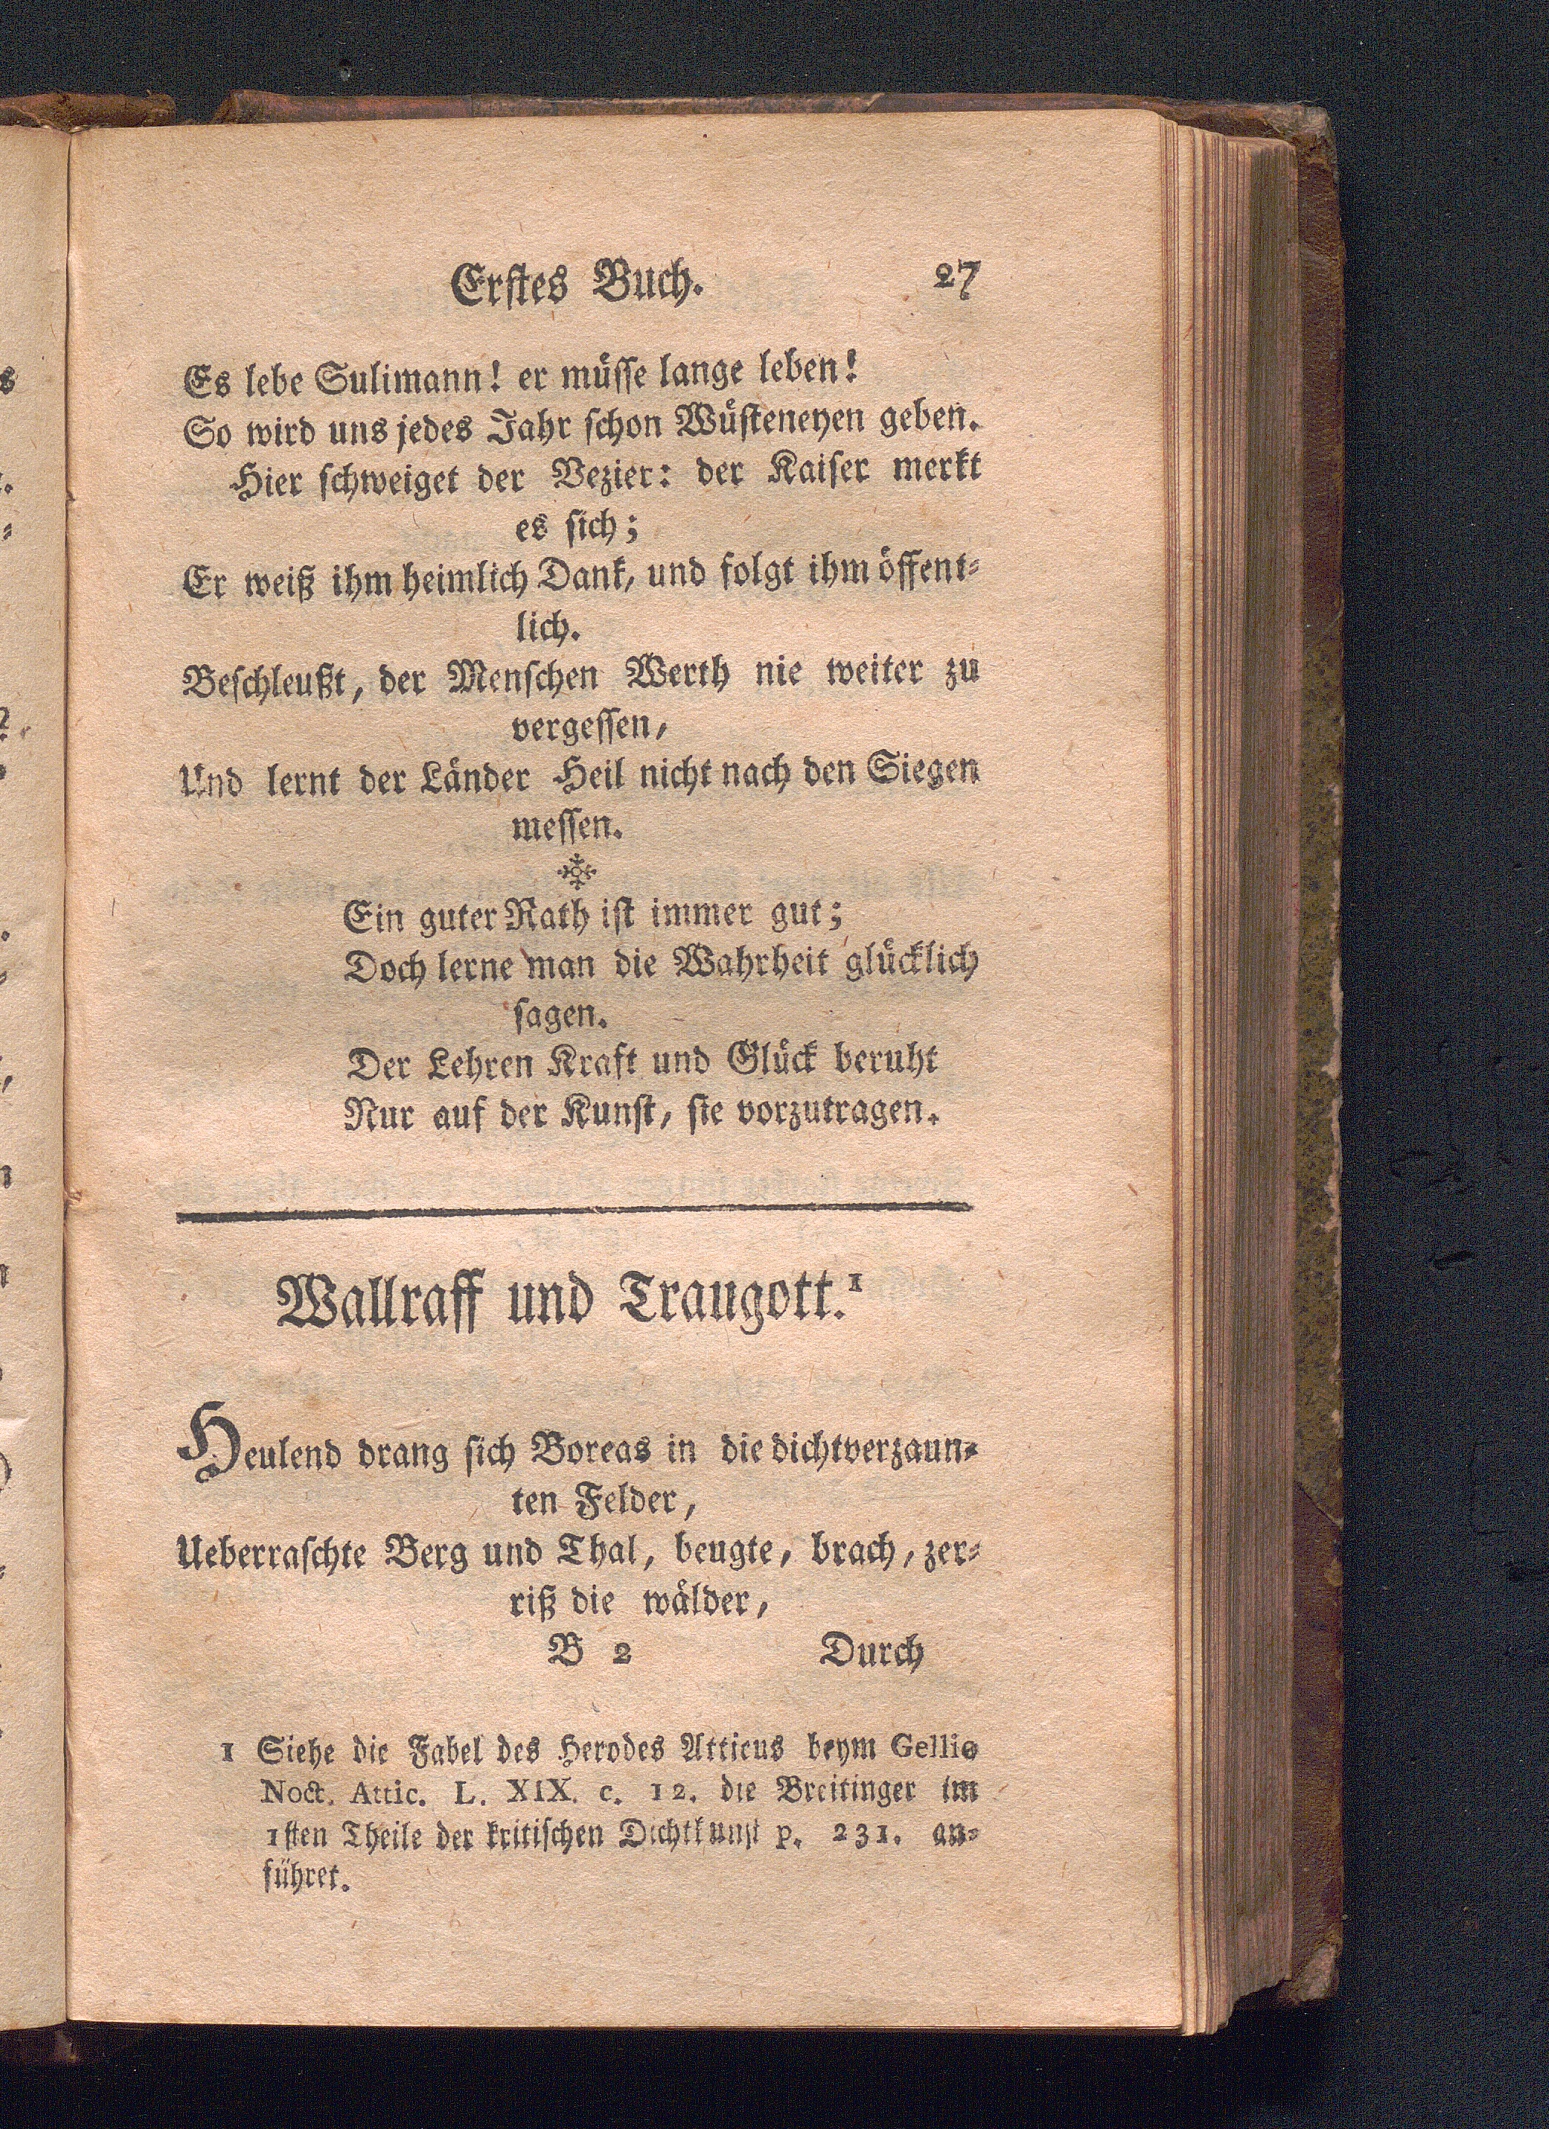 Erſtes Buch. 27
Es lebe Sulimann! er müſſe lange leben!
So wird uns jedes Jahr ſchon Wüſteneyen geben.
Hier ſchweiget der Vezier: der Kaiſer merkt
es ſich;
Er weiß ihm heimlich Dank, und folgt ihm öffent-
lich.
Beſchleußt, der Menſchen Werth nie weiter zu
vergeſſen,
Und lernt der Länder Heil nicht nach den Siegen
meſſen.
Ein guter Rath iſt immer gut;
Doch lerne man die Wahrheit glücklich
ſagen.
Der Lehren Kraft und Glück beruht
Nur auf der Kunſt, ſie vorzutragen.
Wallraff und Traugott.¹
Heulend drang ſich Boreas in die dichtverzaun-
ten Felder,
Ueberraſchte Berg und Thal, beugte, brach, zer-
riß die wälder,
B 2 Durch
1 Siehe die Fabel des Herodes Atticus beym Gellio
Noct. Attic. L. XIX. c. 12. die Breitinger im
1ſten Theile der kritiſchen Dichtkunſt p. 231. an-
führet.